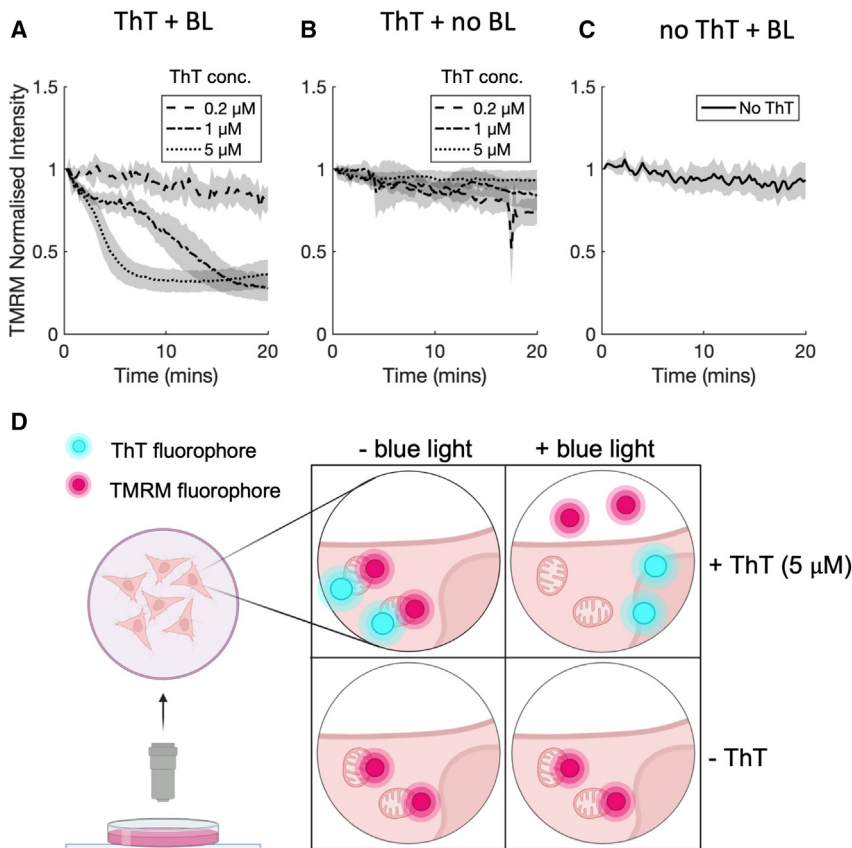 A
ThT + BL
ThT conc.
0.2 µM
1 µM
5 µM
TMRM Normalised Intensity
1.5
1
0.5
0
0
10
20
Time (mins)
B
ThT + no BL
ThT conc.
0.2 µM
1 µM
5 µM
1.5
1
0.5
0
0
10
20
Time (mins)
C
no ThT + BL
No ThT
1.5
1
0.5
0
0
10
20
Time (mins)
D
ThT fluorophore
TMRM fluorophore
- blue light
+ blue light
+ ThT (5 µM)
- ThT